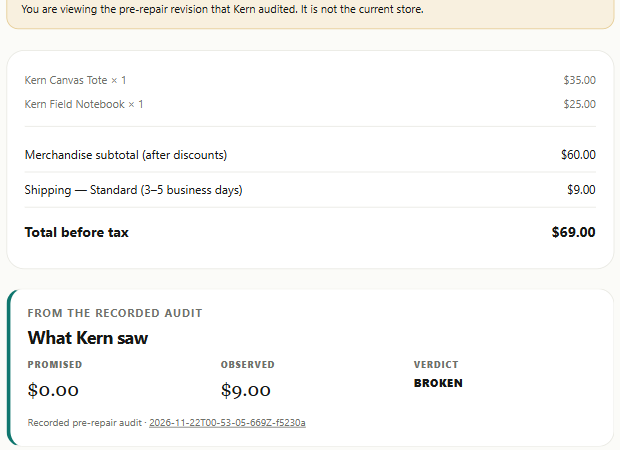 You are viewing the pre-repair revision that Kern audited. It is not the current store.
Kern Canvas Tote × 1 $35.00
Kern Field Notebook × 1 $25.00
Merchandise subtotal (after discounts) $60.00
Shipping — Standard (3–5 business days) $9.00
Total before tax $69.00
FROM THE RECORDED AUDIT
What Kern saw
PROMISED OBSERVED VERDICT
$0.00 $9.00 BROKEN
Recorded pre-repair audit · 2026-11-22T00-53-05-669Z-f5230a